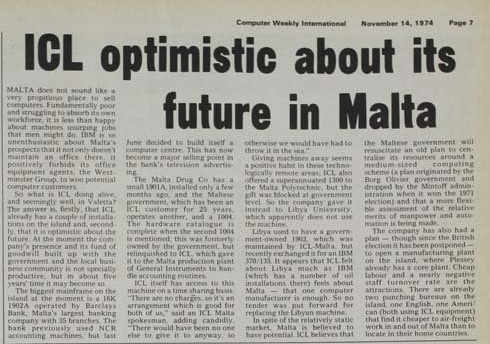 Computer Weekly International November 14, 1974 Page 7
ICL optimistic about its
future in Malta
MALTA does not sound like a
very propitious place to sell
computers. Fundamentally poor
and struggling to absorb its own
workforce, it is less than happy
about machines usurping jobs
that men might do. IBM is so
unenthusiastic about Malta's
prospects that it not only doesn't
maintain an office there, it
positively forbids its office
equipment agents, the West-
minster Group, to woo potential
computer customers.
So what is ICL doing alive,
and seemingly well, in Valetta?
The answer is, firstly, that ICL
already has a couple of installa-
tions on the island and, second-
ly, that it is optimistic about the
future. At the moment the com-
pany's presence and its fund of
goodwill built up with the
government and the local busi-
ness community is not specially
productive, but in about five
years' time it may become so.
The biggest mainframe on the
island at the moment is a 16K
1902A operated by Barclays
Bank, Malta's largest banking
company with 35 branches. The
bank previously used NCR
accounting machines, but last
June decided to build itself a
computer centre. This has now
become a major selling point in
the bank's television advertis-
ing.
The Malta Drug Co has a
small 1901A, installed only a few
months ago, and the Maltese
government, which has been an
ICL customer for 25 years,
operates another, and a 1004.
The hardware catalogue is
complete when the second 1004
is mentioned; this was formerly
owned by the government, but
relinquished to ICL, which gave
it to the Malta production plant
of General Instruments to han-
dle accounting routines.
ICL itself has access to this
machine on a time sharing basis.
"There are no charges, so it's an
arrangement which is good for
both of us," said an ICL Malta
spokesman, adding candidly,
"There would have been no one
else to give it to anyway, so
otherwise we would have had to
throw it in the sea."
Giving machines away seems
a positive habit in these techno-
logically remote areas: ICL also
offered a superannuated 1300 to
the Malta Polytechnic, but the
gift was blocked at government
level. So the company gave it
instead to Libya University,
which apparently does not use
the machine.
Libya used to have a govern-
ment-owned 1902, which was
maintained by ICL-Malta, but
recently exchanged it for an IBM
370/135. It appears that ICL felt
about Libya much as IBM
(which has a number of oil
installations there) feels about
Malta — that one computer
manufacturer is enough. So no
tender was put forward for
replacing the Libyan machine.
In spite of the relatively static
market, Malta is believed to
have potential. ICL believes that
the Maltese government will
resuscitate an old plan to cen-
tralise its resources around a
medium-sized computing
scheme (a plan originated by the
Borg Olivier government and
dropped by the Mintoff admin-
istration when it won the 1971
election) and that a more flexi-
ble assessment of the relative
merits of manpower and auto-
mation is being made.
The company has also had a
plan — though since the British
election it has been postponed —
to open a manufacturing plant
on the island, where Plessey
already has a core plant. Cheap
labour and a nearly negative
staff turnover rate are the
attractions. There are already
two punching bureaus on the
island, one English, one Ameri-
can (both using ICL equipment)
that find it cheaper to air-freight
work in and out of Malta than to
locate in their home countries.